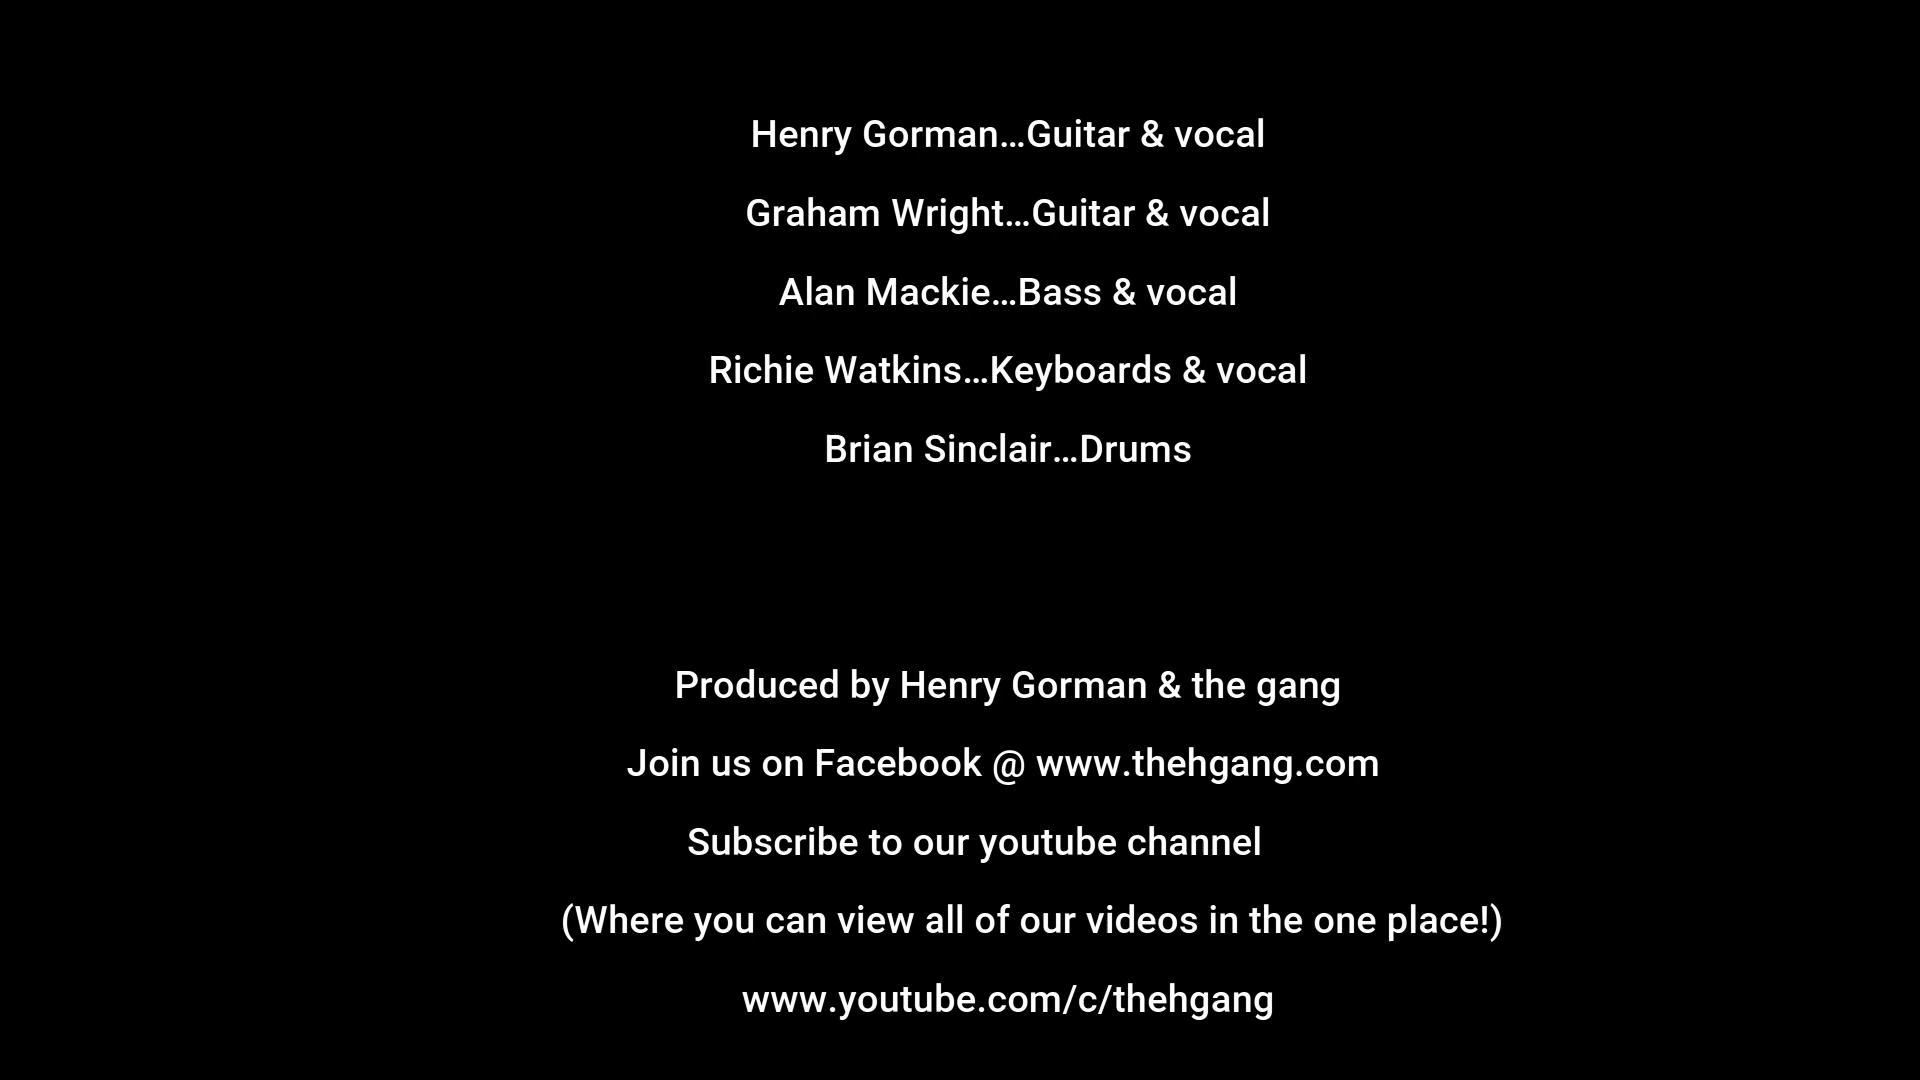 Henry Gorman...Guitar & vocal
Graham Wright...Guitar & vocal
Alan Mackie...Bass & vocal
Richie Watkins...Keyboards & vocal
Brian Sinclair...Drums
Produced by Henry Gorman & the gang
Join us on Facebook @ www.thehgang.com
Subscribe to our youtube channel
(Where you can view all of our videos in the one place!)
www.youtube.com/c/thehgang